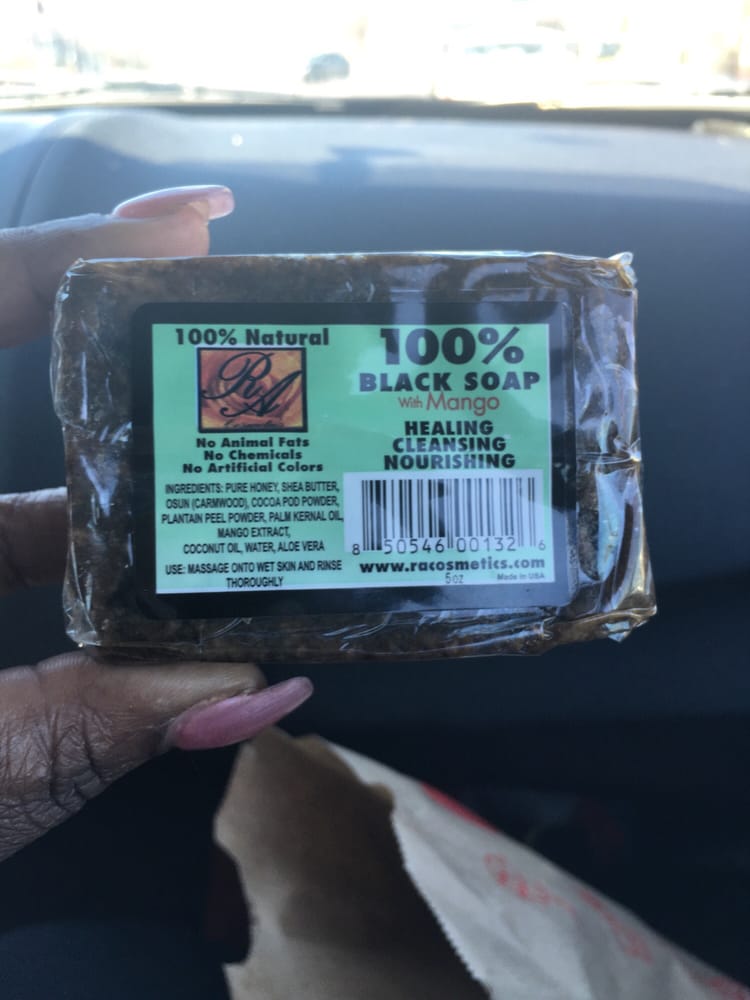 100% Natural
RA
No Animal Fats
No Chemicals
No Artificial Colors
INGREDIENTS: PURE HONEY, SHEA BUTTER,
OSUN (CARMWOOD), COCOA POD POWDER,
PLANTAIN PEEL POWDER, PALM KERNAL OIL,
MANGO EXTRACT,
COCONUT OIL, WATER, ALOE VERA
USE: MASSAGE ONTO WET SKIN AND RINSE
THOROUGHLY
100%
BLACK SOAP
With Mango
HEALING
CLEANSING
NOURISHING
8 50546 00132 6
www.racosmetics.com
5 oz Made in USA